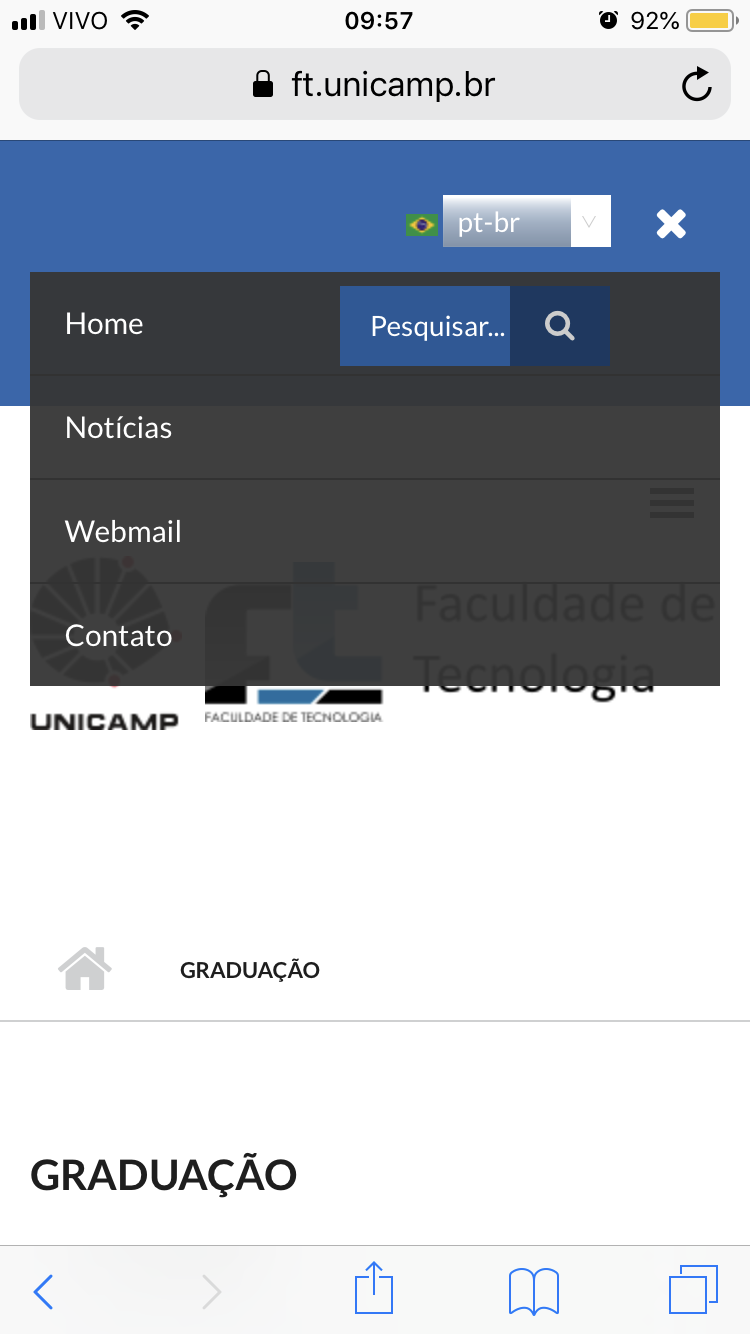 VIVO 09:57 92%
ft.unicamp.br
pt-br
Home Pesquisar...
Notícias
Webmail
Contato
Faculdade de
Tecnologia
UNICAMP
FACULDADE DE TECNOLOGIA
GRADUAÇÃO
GRADUAÇÃO